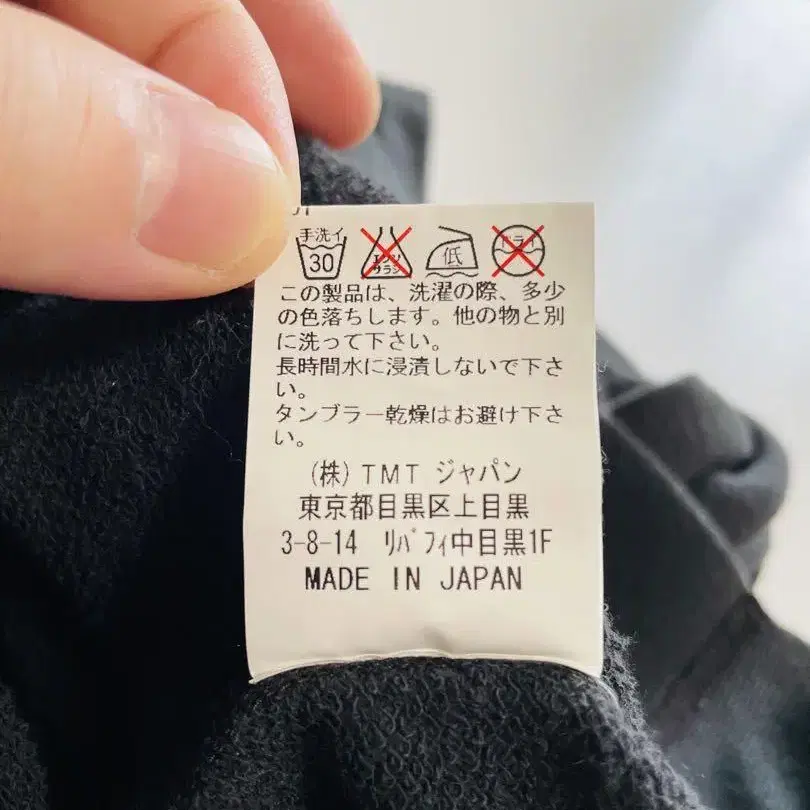 手洗イ
30
エンソ
サラシ
低
ドライ
この製品は、洗濯の際、多少
の色落ちします。他の物と別
に洗って下さい。
長時間水に浸漬しないで下さ
い。
タンブラー乾燥はお避け下さ
い。
(株) TMT ジャパン
東京都目黒区上目黒
3-8-14 リバフィ中目黒1F
MADE IN JAPAN